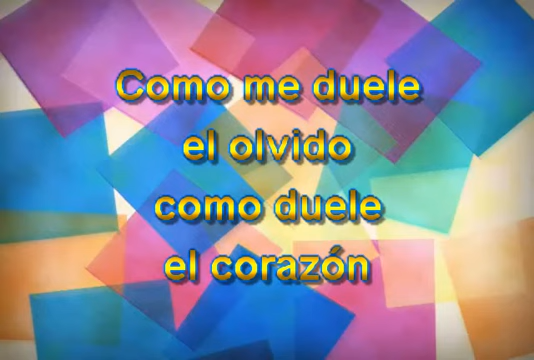 Como me duele
el olvido
como duele
el corazón